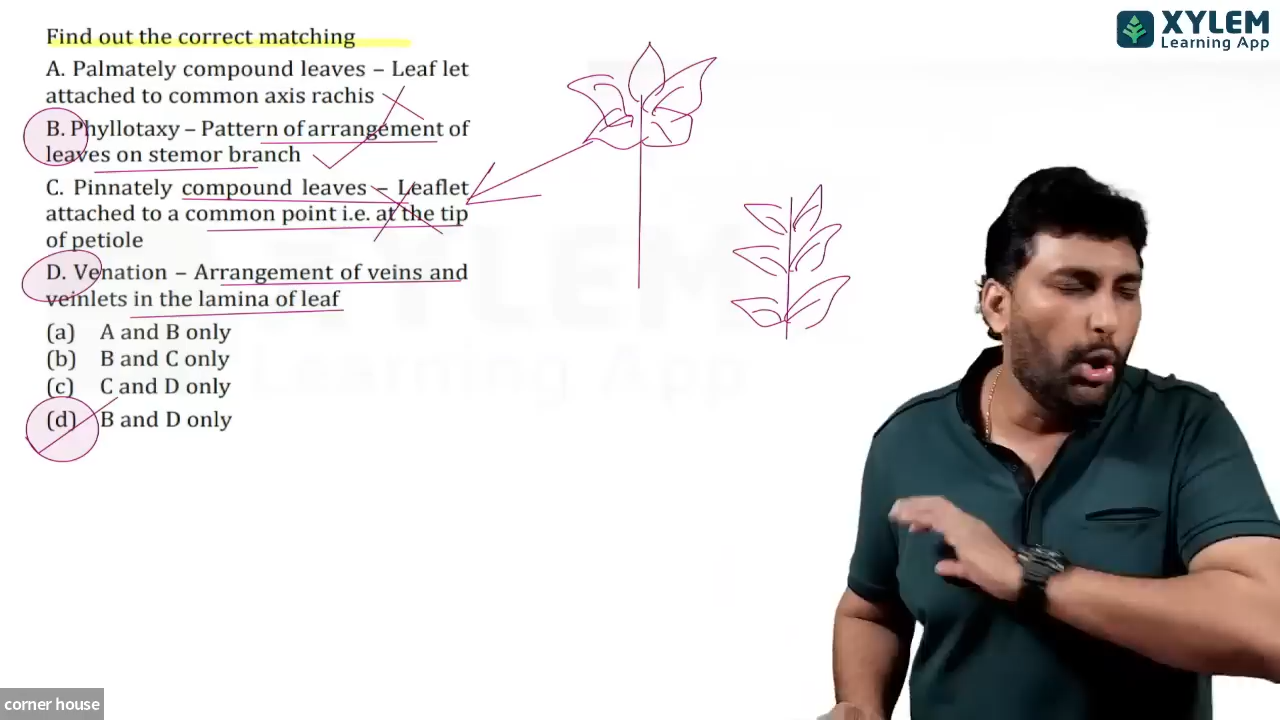 Find out the correct matching
A. Palmately compound leaves – Leaf let
attached to common axis rachis
B. Phyllotaxy – Pattern of arrangement of
leaves on stemor branch
C. Pinnately compound leaves – Leaflet
attached to a common point i.e. at the tip
of petiole
D. Venation – Arrangement of veins and
veinlets in the lamina of leaf
(a) A and B only
(b) B and C only
(c) C and D only
(d) B and D only
XYLEM
Learning App
XYLEM
Learning App
corner house